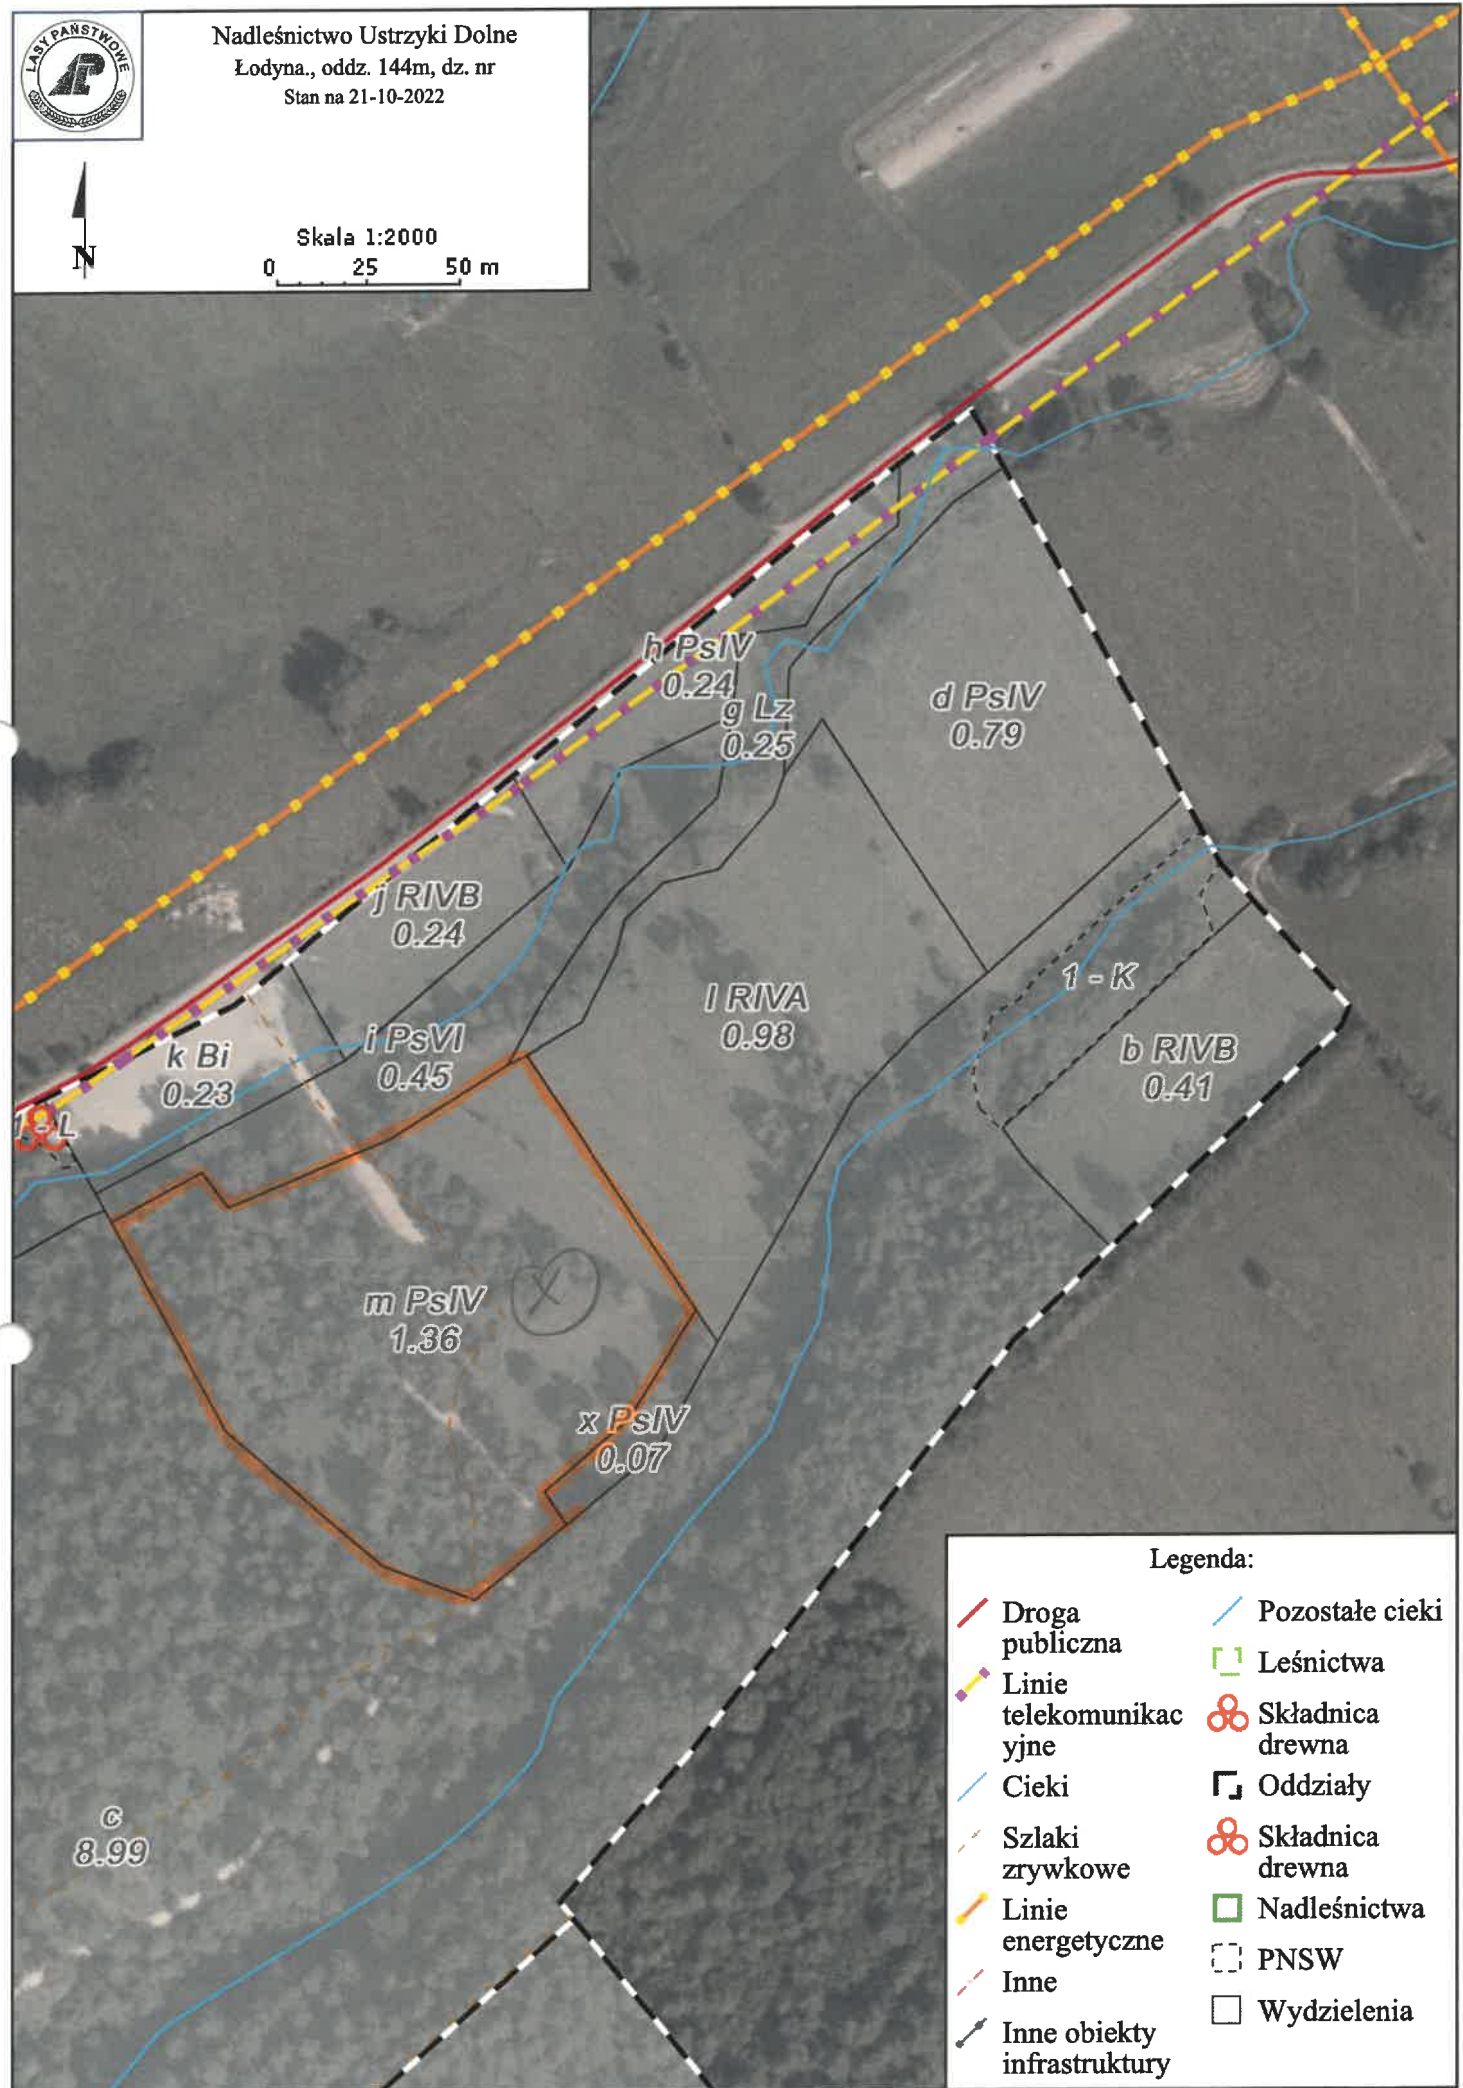 LASY PAŃSTWOWE
Nadleśnictwo Ustrzyki Dolne
Łodyna., oddz. 144m, dz. nr
Stan na 21-10-2022
N
Skala 1:2000
0 25 50 m
h PsIV
0.24
g Lz
0.25
d PsIV
0.79
j RIVB
0.24
l RIVA
0.98
1 - K
b RIVB
0.41
i PsVI
0.45
k Bi
0.23
1 - L
m PsIV
1.36
X
x PsIV
0.07
c
8.99
Legenda:
Droga
publiczna
Linie
telekomunikac
yjne
Cieki
Szlaki
zrywkowe
Linie
energetyczne
Inne
Inne obiekty
infrastruktury
Pozostałe cieki
Leśnictwa
Składnica
drewna
Oddziały
Składnica
drewna
Nadleśnictwa
PNSW
Wydzielenia